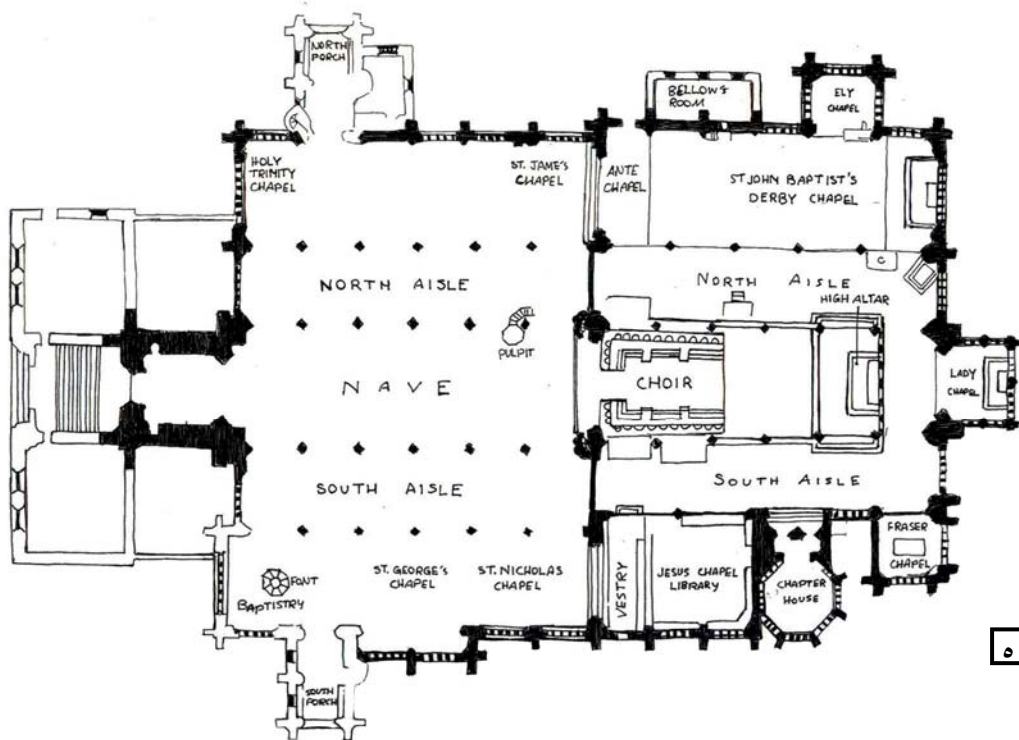 NORTH
PORCH
BELLOW &
ROOM
ELY
CHAPEL
HOLY
TRINITY
CHAPEL
ST. JAME'S
CHAPEL
ANTE
CHAPEL
ST JOHN BAPTIST'S
DERBY CHAPEL
C
NORTH AISLE
NORTH AISLE
HIGH ALTAR
PULPIT
NAVE
CHOIR
LADY
CHAPEL
SOUTH AISLE
SOUTH AISLE
FONT
BAPTISTRY
ST. GEORGE'S
CHAPEL
ST. NICHOLAS
CHAPEL
VESTRY
JESUS CHAPEL
LIBRARY
CHAPTER
HOUSE
FRASER
CHAPEL
SOUTH
PORCH
٥